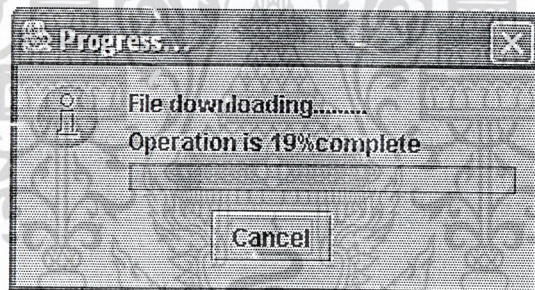 Progress...
File downloading.........
Operation is 19%complete
Cancel